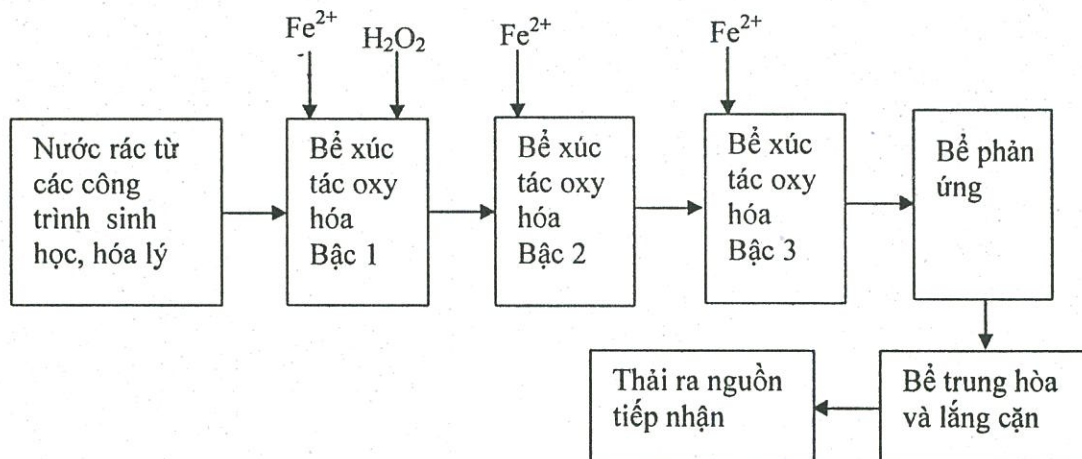 Fe²⁺
H₂O₂
Fe²⁺
Fe²⁺
Nước rác từ
các công
trình sinh
học, hóa lý
Bể xúc
tác oxy
hóa
Bậc 1
Bể xúc
tác oxy
hóa
Bậc 2
Bể xúc
tác oxy
hóa
Bậc 3
Bể phản
ứng
Thải ra nguồn
tiếp nhận
Bể trung hòa
và lắng cặn